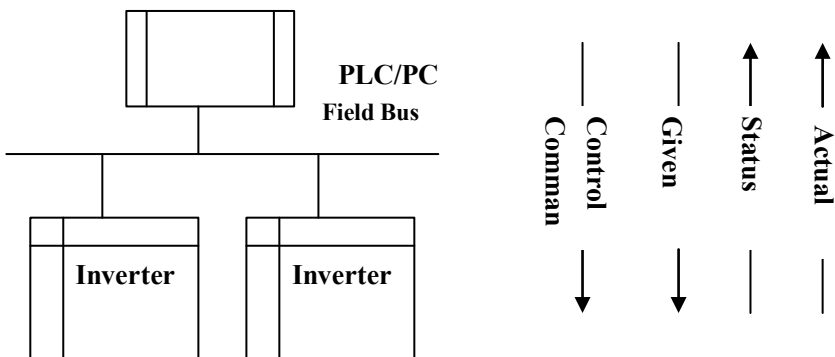 PLC/PC
Field Bus
Inverter
Inverter
Control
Comman
Given
Status
Actual